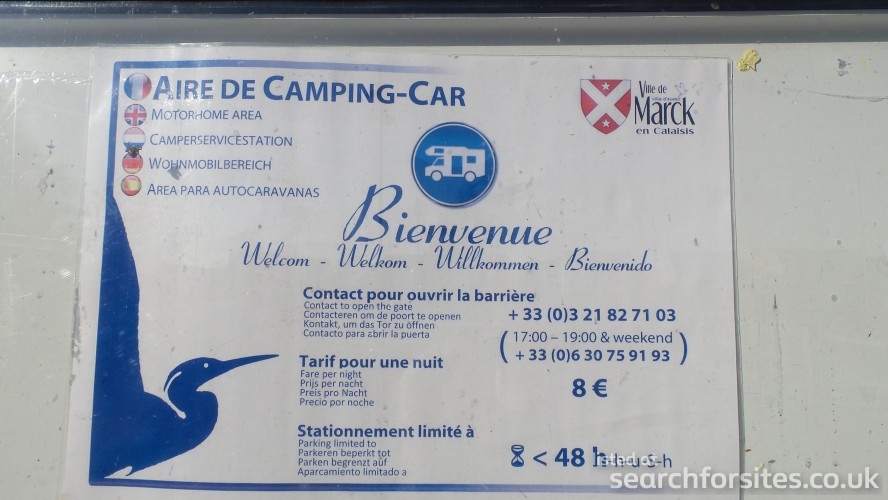 AIRE DE CAMPING-CAR
MOTORHOME AREA
CAMPERSERVICESTATION
WOHNMOBILBEREICH
AREA PARA AUTOCARAVANAS
Ville de
Marck
en Calaisis
Bienvenue
Welcom - Welkom - Willkommen - Bienvenido
Contact pour ouvrir la barrière
Contact to open the gate
Contacteren om de poort te openen
Kontakt, um das Tor zu öffnen
Contacto para abrir la puerta
+ 33 (0)3 21 82 71 03
(17:00 – 19:00 & weekend
+ 33 (0)6 30 75 91 93)
Tarif pour une nuit
Fare per night
Prijs per nacht
Preis pro Nacht
Precio por noche
8 €
Stationnement limité à
Parking limited to
Parkeren beperkt tot
Parken begrenzt auf
Aparcamiento limitado a
< 48 h
searchforsites.co.uk